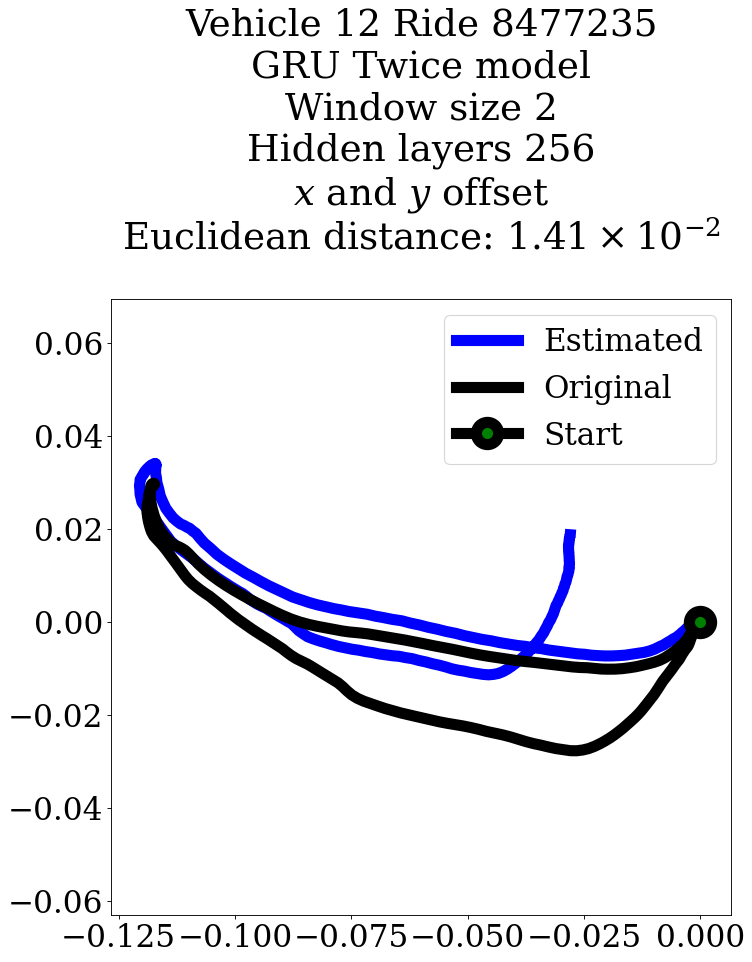 Vehicle 12 Ride 8477235
GRU Twice model
Window size 2
Hidden layers 256
x and y offset
Euclidean distance: 1.41 × 10⁻²
Estimated
Original
Start
0.06
0.04
0.02
0.00
−0.02
−0.04
−0.06
−0.125 −0.100 −0.075 −0.050 −0.025 0.000